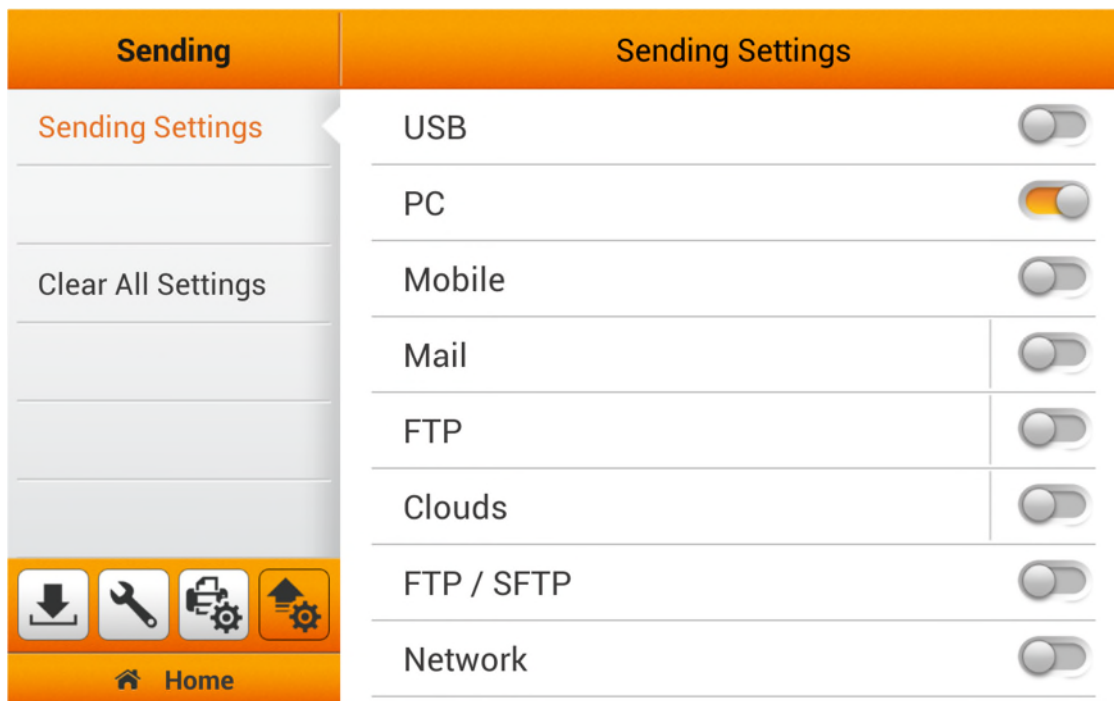 Sending
Sending Settings
Sending Settings
Clear All Settings
Home
USB
PC
Mobile
Mail
FTP
Clouds
FTP / SFTP
Network